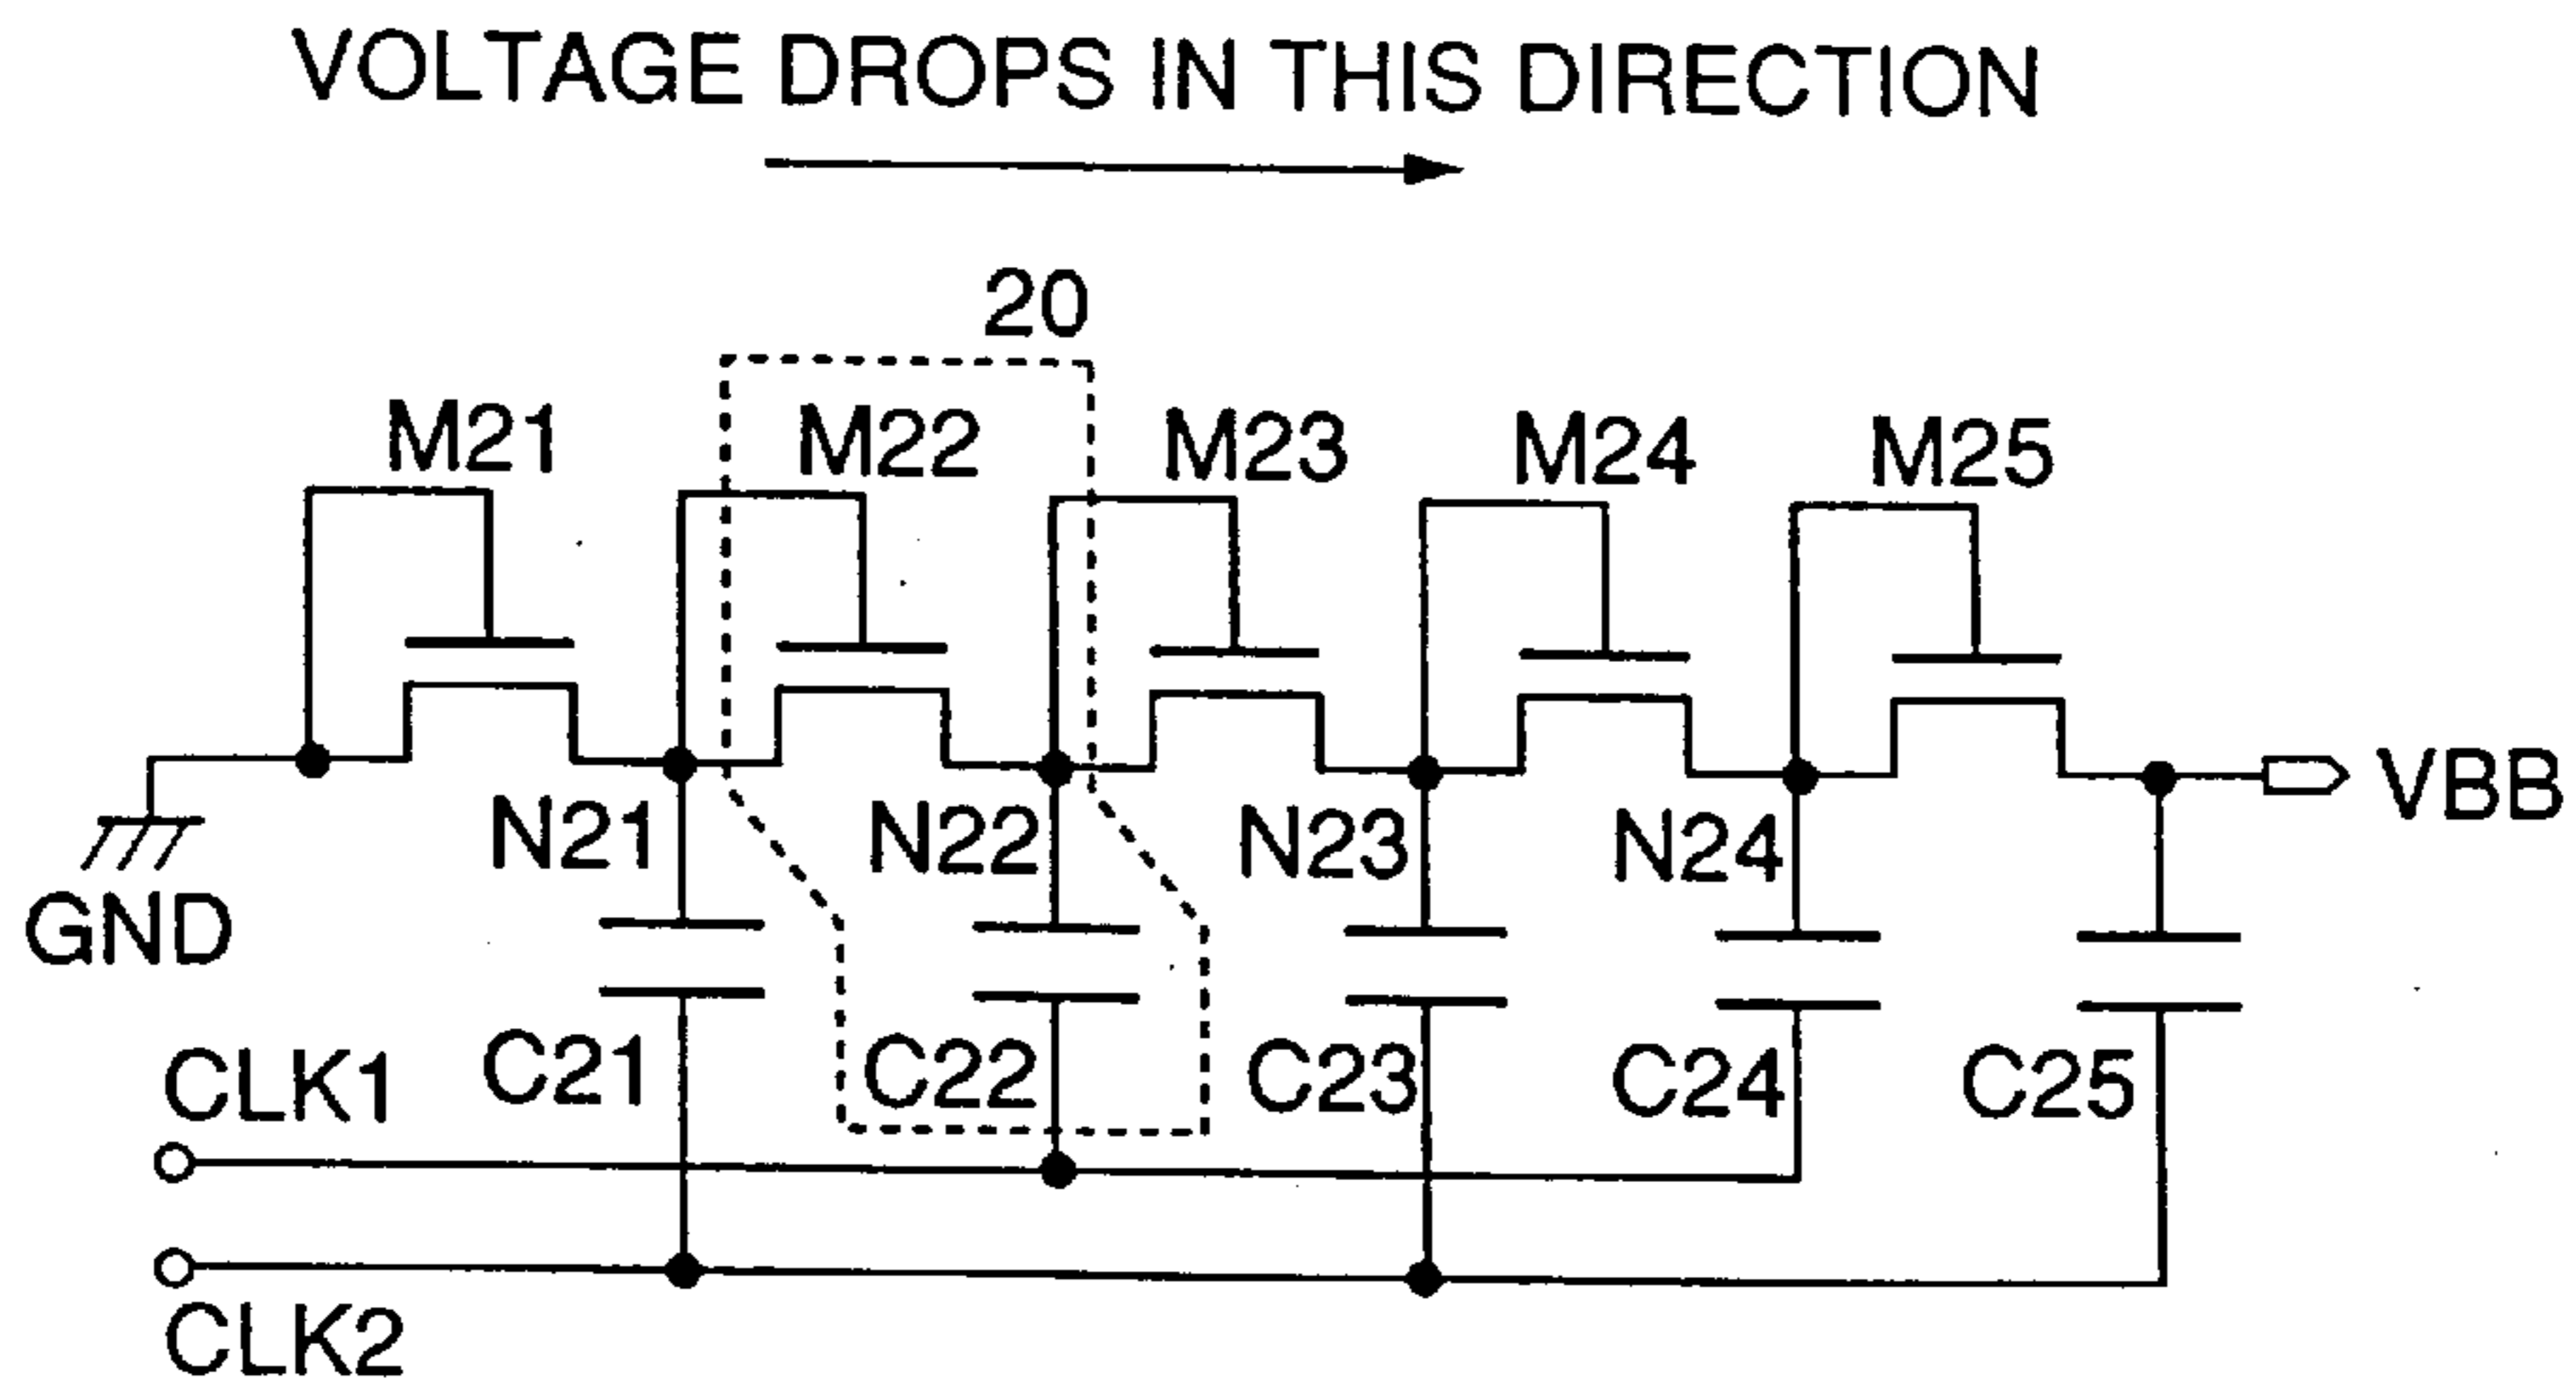 VOLTAGE DROPS IN THIS DIRECTION
20
M21 M22 M23 M24 M25
N21 N22 N23 N24 VBB
GND
C21 C22 C23 C24 C25
CLK1
CLK2